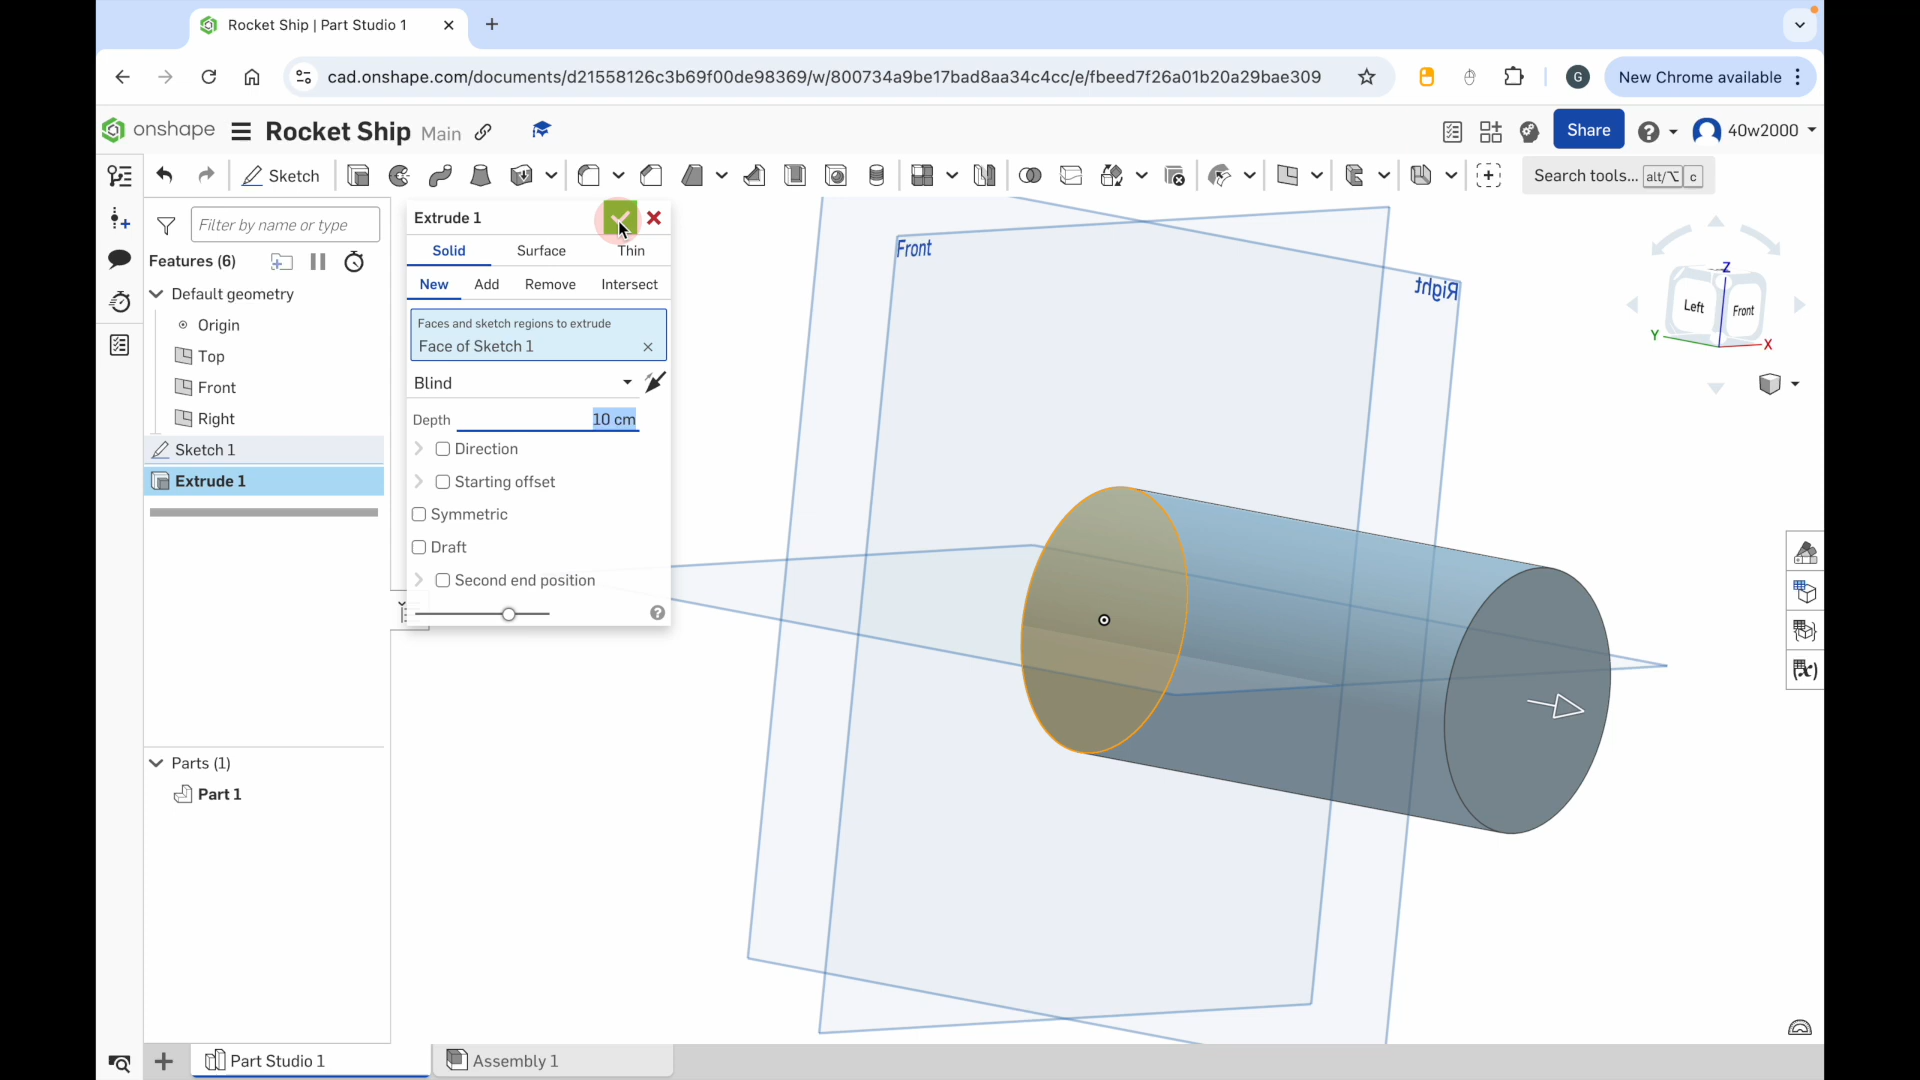 Rocket Ship | Part Studio 1
cad.onshape.com/documents/d21558126c3b69f00de98369/w/800734a9be17bad8aa34c4cc/e/fbeed7f26a01b20a29bae309
G
New Chrome available
onshape
Rocket Ship Main
Share
40w2000
Sketch
Search tools... alt/⌥ c
Filter by name or type
Features (6)
Default geometry
Origin
Top
Front
Right
Sketch 1
Extrude 1
Parts (1)
Part 1
Extrude 1
Solid Surface Thin
New Add Remove Intersect
Faces and sketch regions to extrude
Face of Sketch 1
Blind
Depth 10 cm
Direction
Starting offset
Symmetric
Draft
Second end position
Front
Right
Z
Left
Front
Y
X
Part Studio 1
Assembly 1